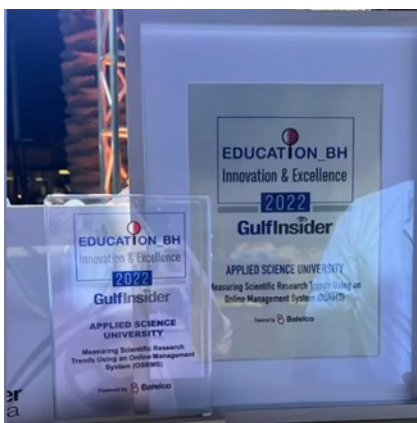 EDUCATION_BH
Innovation & Excellence
2022
GulfInsider
APPLIED SCIENCE
UNIVERSITY
Measuring Scientific Research
Trends Using an Online Management
System (OSRMS)
Powered by Batelco
EDUCATION_BH
Innovation & Excellence
2022
GulfInsider
APPLIED SCIENCE UNIVERSITY
Measuring Scientific Research Trends Using an
Online Management System (OSRMS)
Powered by Batelco